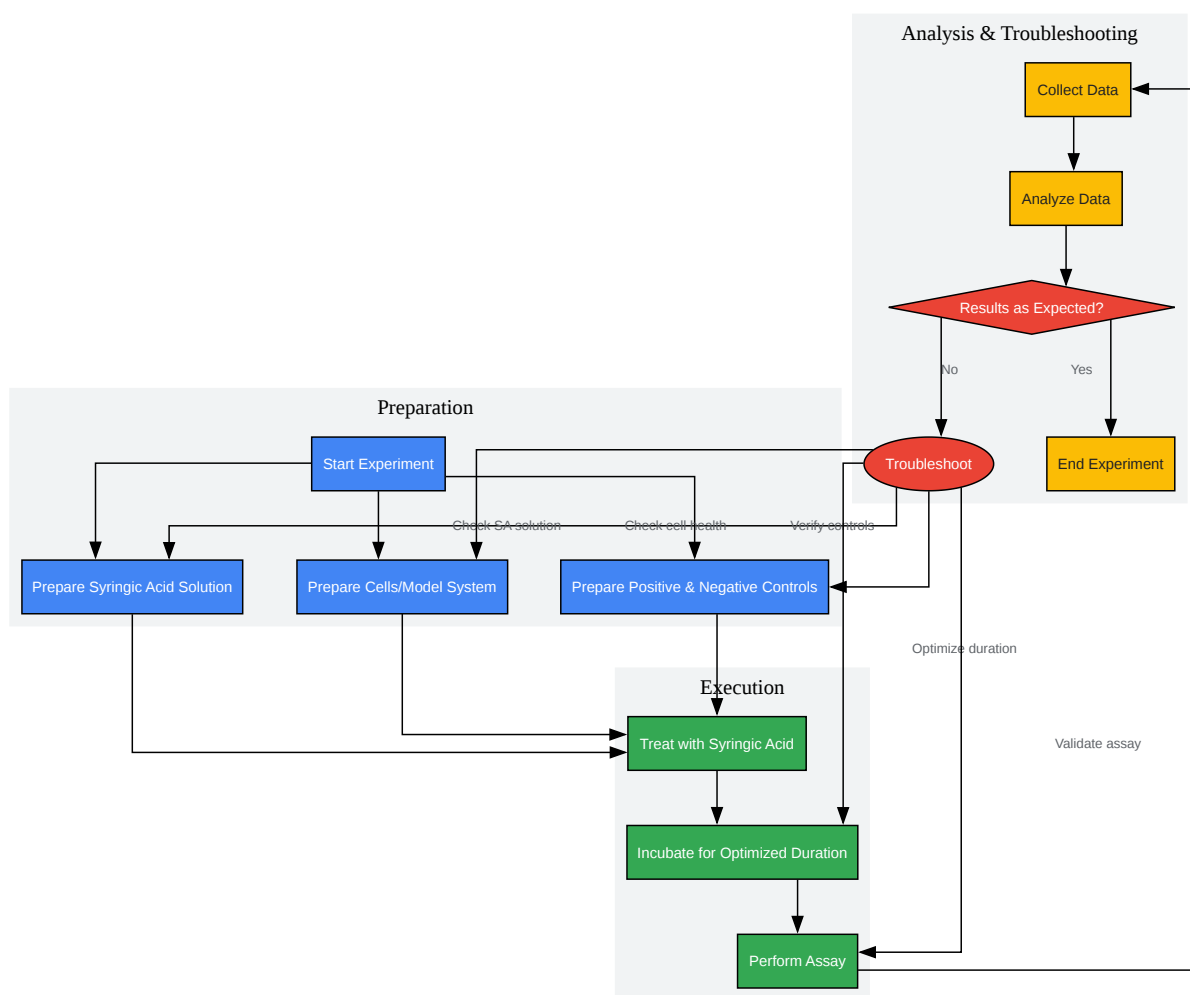 Analysis & Troubleshooting
Collect Data
Analyze Data
Results as Expected?
No
Yes
Preparation
Start Experiment
Troubleshoot
End Experiment
Check SA solution
Check cell health
Verify controls
Prepare Syringic Acid Solution
Prepare Cells/Model System
Prepare Positive & Negative Controls
Optimize duration
Execution
Treat with Syringic Acid
Validate assay
Incubate for Optimized Duration
Perform Assay